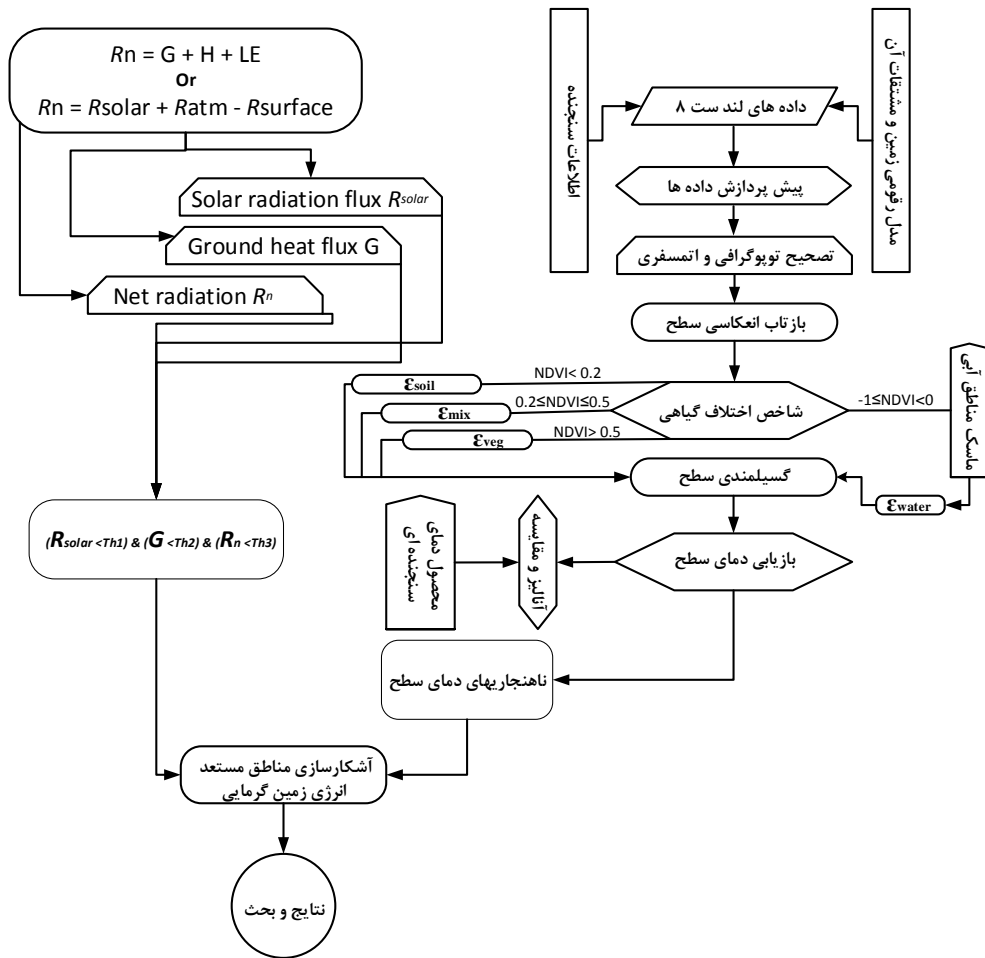 Rn = G + H + LE
Or
Rn = Rsolar + Ratm - Rsurface
Solar radiation flux Rsolar
Ground heat flux G
Net radiation Rn
(Rsolar <Th1) & (G <Th2) & (Rn <Th3)
اطلاعات سنجنده
داده های لند ست ۸
مدل رقومی زمین و مشتقات آن
پیش پردازش داده ها
تصحیح توپوگرافی و اتمسفری
بازتاب انعکاسی سطح
شاخص اختلاف گیاهی
NDVI< 0.2
εsoil
0.2≤NDVI≤0.5
εmix
NDVI> 0.5
εveg
-1≤NDVI<0
ماسک مناطق آبی
εwater
گسیلمندی سطح
بازیابی دمای سطح
آنالیز و مقایسه
محصول دمای
سنجنده ای
ناهنجاریهای دمای سطح
آشکارسازی مناطق مستعد
انرژی زمین گرمایی
نتایج و بحث